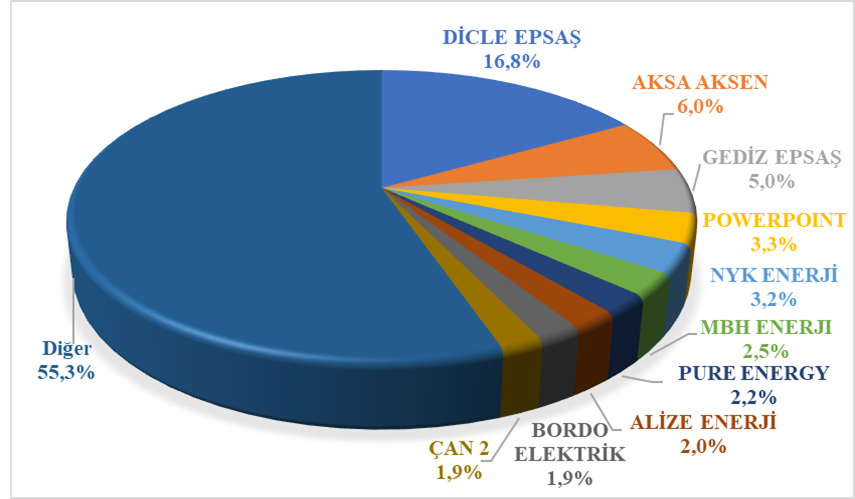 DİCLE EPSAŞ
16,8%
AKSA AKSEN
6,0%
GEDİZ EPSAŞ
5,0%
POWERPOINT
3,3%
NYK ENERJİ
3,2%
MBH ENERJI
2,5%
PURE ENERGY
2,2%
ALİZE ENERJİ
2,0%
BORDO
ELEKTRİK
1,9%
ÇAN 2
1,9%
Diğer
55,3%